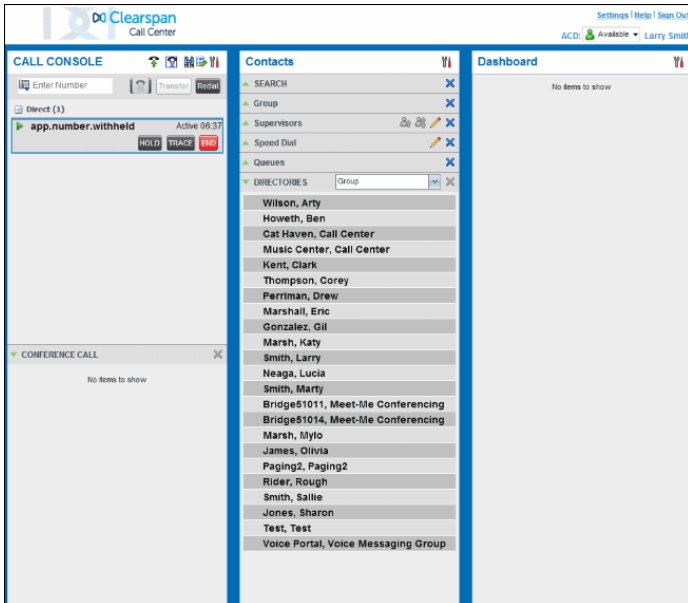 Clearspan
Call Center
Settings | Help | Sign Out
ACD: Available Larry Smith
CALL CONSOLE
Enter Number Transfer Redial
Direct (1)
app.number.withheld Active 06:37
HOLD TRACE END
CONFERENCE CALL
No items to show
Contacts
SEARCH
Group
Supervisors
Speed Dial
Queues
DIRECTORIES Group
Wilson, Arty
Howeth, Ben
Cat Haven, Call Center
Music Center, Call Center
Kent, Clark
Thompson, Corey
Perriman, Drew
Marshall, Eric
Gonzalez, Gil
Marsh, Katy
Smith, Larry
Neaga, Lucia
Smith, Marty
Bridge51011, Meet-Me Conferencing
Bridge51014, Meet-Me Conferencing
Marsh, Mylo
James, Olivia
Paging2, Paging2
Rider, Rough
Smith, Sallie
Jones, Sharon
Test, Test
Voice Portal, Voice Messaging Group
Dashboard
No items to show